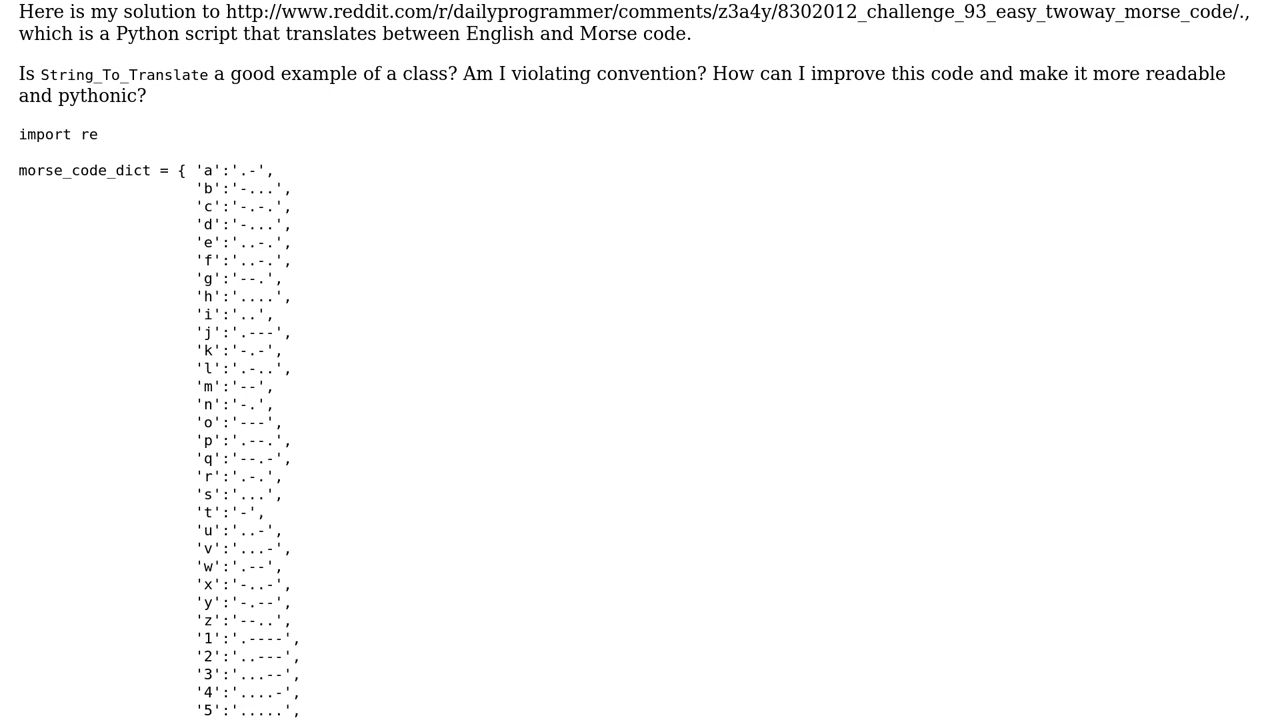 Here is my solution to http://www.reddit.com/r/dailyprogrammer/comments/z3a4y/8302012_challenge_93_easy_twoway_morse_code/.,
which is a Python script that translates between English and Morse code.
Is String_To_Translate a good example of a class? Am I violating convention? How can I improve this code and make it more readable
and pythonic?
import re
morse_code_dict = { 'a':'.-',
'b':'-...',
'c':'-.-.',
'd':'-...',
'e':'..-.',
'f':'..-.',
'g':'--.',
'h':'....',
'i':'..',
'j':'.---',
'k':'-.-',
'l':'.-..',
'm':'--',
'n':'-.',
'o':'---',
'p':'.--.',
'q':'--.-',
'r':'.-.',
's':'...',
't':'-',
'u':'..-',
'v':'...-',
'w':'.--',
'x':'-..-',
'y':'-.--',
'z':'--..',
'1':'.----',
'2':'..---',
'3':'...--',
'4':'....-',
'5':'.....',